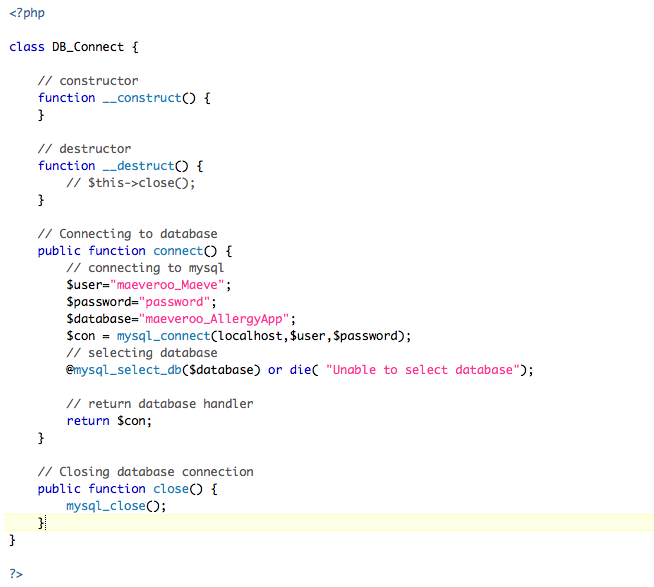 <?php
class DB_Connect {
// constructor
function __construct() {
}
// destructor
function __destruct() {
// $this->close();
}
// Connecting to database
public function connect() {
// connecting to mysql
$user="maeveroo_Maeve";
$password="password";
$database="maeveroo_AllergyApp";
$con = mysql_connect(localhost,$user,$password);
// selecting database
@mysql_select_db($database) or die( "Unable to select database");
// return database handler
return $con;
}
// Closing database connection
public function close() {
mysql_close();
}
}
?>